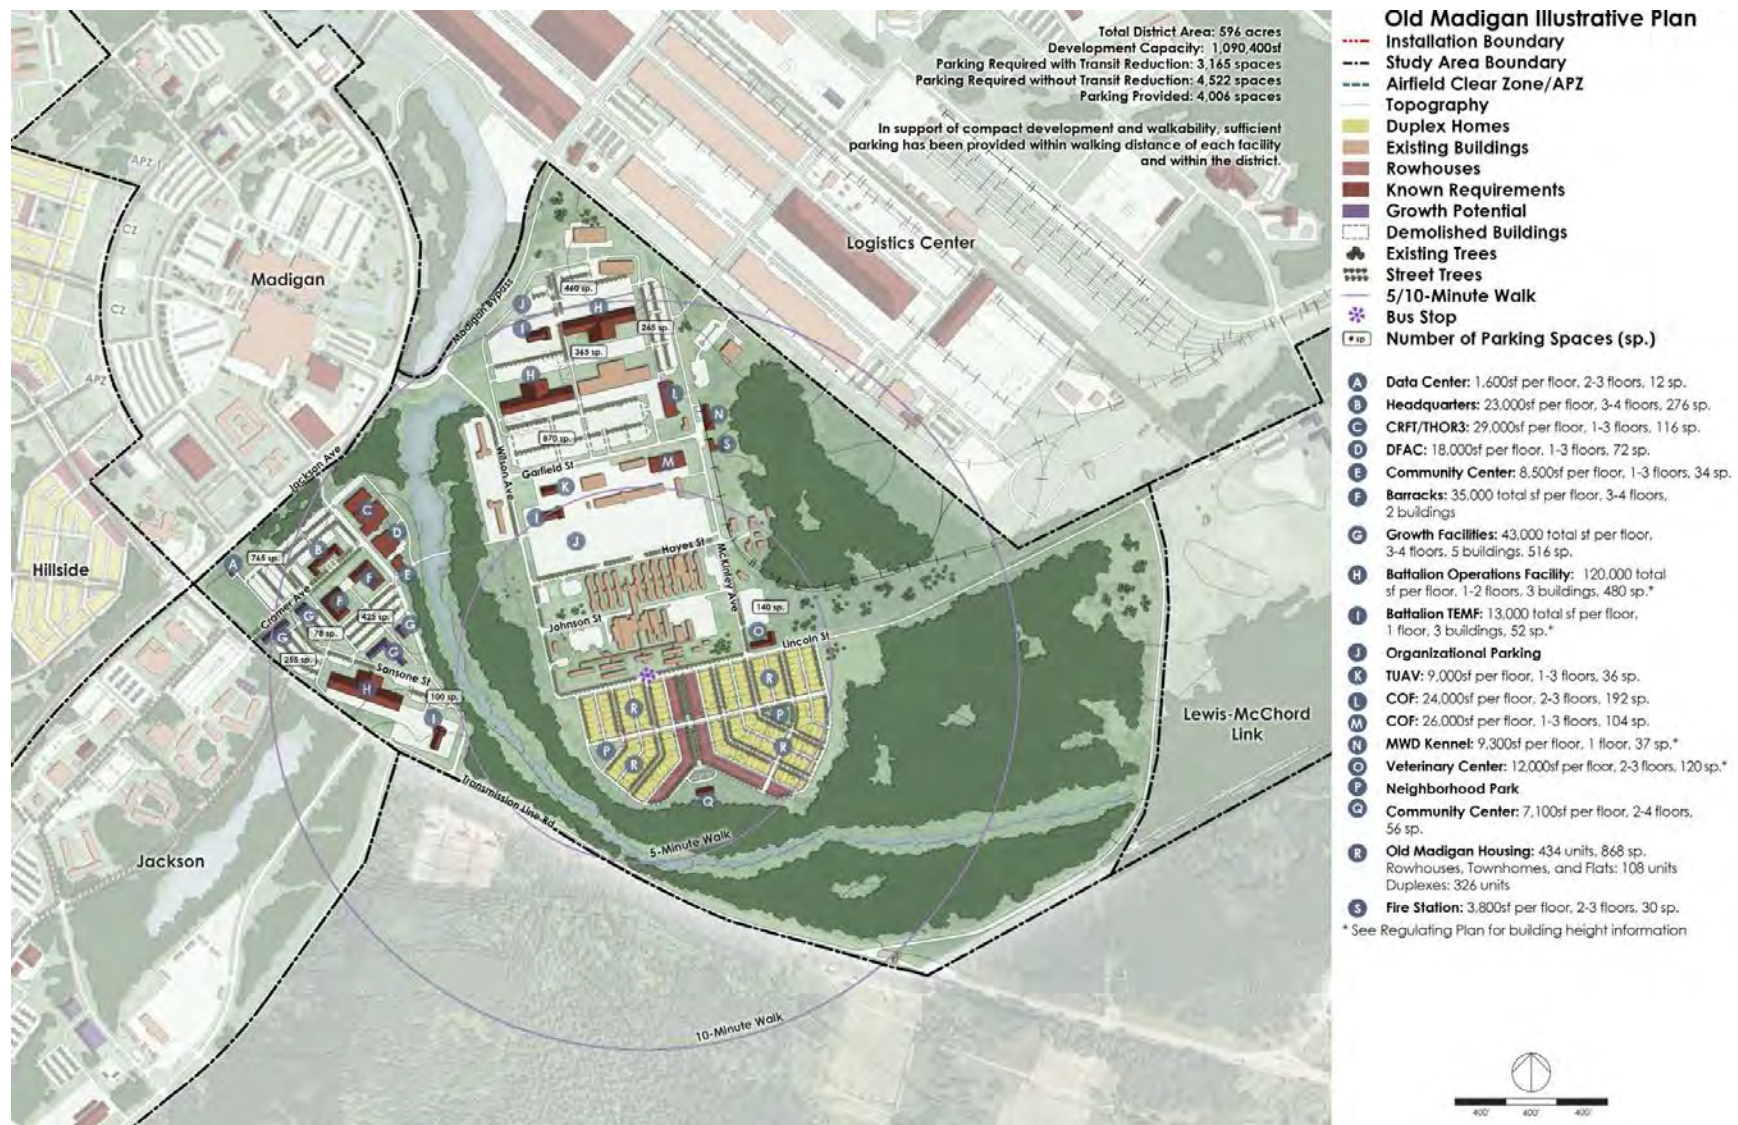 Total District Area: 596 acres
Development Capacity: 1,090,400sf
Parking Required with Transit Reduction: 3,165 spaces
Parking Required without Transit Reduction: 4,522 spaces
Parking Provided: 4,006 spaces
In support of compact development and walkability, sufficient
parking has been provided within walking distance of each facility
and within the district.
Old Madigan Illustrative Plan
Installation Boundary
Study Area Boundary
Airfield Clear Zone/APZ
Topography
Duplex Homes
Existing Buildings
Rowhouses
Known Requirements
Growth Potential
Demolished Buildings
Existing Trees
Street Trees
5/10-Minute Walk
Bus Stop
# sp Number of Parking Spaces (sp.)
A Data Center: 1,600sf per floor, 2-3 floors, 12 sp.
B Headquarters: 23,000sf per floor, 3-4 floors, 276 sp.
C CRFT/THOR3: 29,000sf per floor, 1-3 floors, 116 sp.
D DFAC: 18,000sf per floor, 1-3 floors, 72 sp.
E Community Center: 8,500sf per floor, 1-3 floors, 34 sp.
F Barracks: 35,000 total sf per floor, 3-4 floors,
2 buildings
G Growth Facilities: 43,000 total sf per floor,
3-4 floors, 5 buildings, 516 sp.
H Battalion Operations Facility: 120,000 total
sf per floor, 1-2 floors, 3 buildings, 480 sp.*
I Battalion TEMF: 13,000 total sf per floor,
1 floor, 3 buildings, 52 sp.*
J Organizational Parking
K TUAV: 9,000sf per floor, 1-3 floors, 36 sp.
L COF: 24,000sf per floor, 2-3 floors, 192 sp.
M COF: 26,000sf per floor, 1-3 floors, 104 sp.
N MWD Kennel: 9,300sf per floor, 1 floor, 37 sp.*
O Veterinary Center: 12,000sf per floor, 2-3 floors, 120 sp.*
P Neighborhood Park
Q Community Center: 7,100sf per floor, 2-4 floors,
56 sp.
R Old Madigan Housing: 434 units, 868 sp.
Rowhouses, Townhomes, and Flats: 108 units
Duplexes: 326 units
S Fire Station: 3,800sf per floor, 2-3 floors, 30 sp.
* See Regulating Plan for building height information
400' 400' 400'
APZ I
CZ
Madigan
CZ
APZ
Logistics Center
Madigan Bypass
J
460 sp.
H
I
265 sp.
365 sp.
H
L
N
S
870 sp.
Wilson Ave
Garfield St
M
K
I
J
Hayes St
McKinley Ave
Jackson Ave
C
D
B
765 sp.
A
E
F
F
Hillside
Cramer Ave
G
G
G
G
425 sp.
78 sp.
255 sp.
Sansone St
H
100 sp.
I
Johnson St
140 sp.
O
Lincoln St
R
R
P
P
R
R
Q
Lewis-McChord
Link
Transmission Line Rd
5-Minute Walk
Jackson
10-Minute Walk